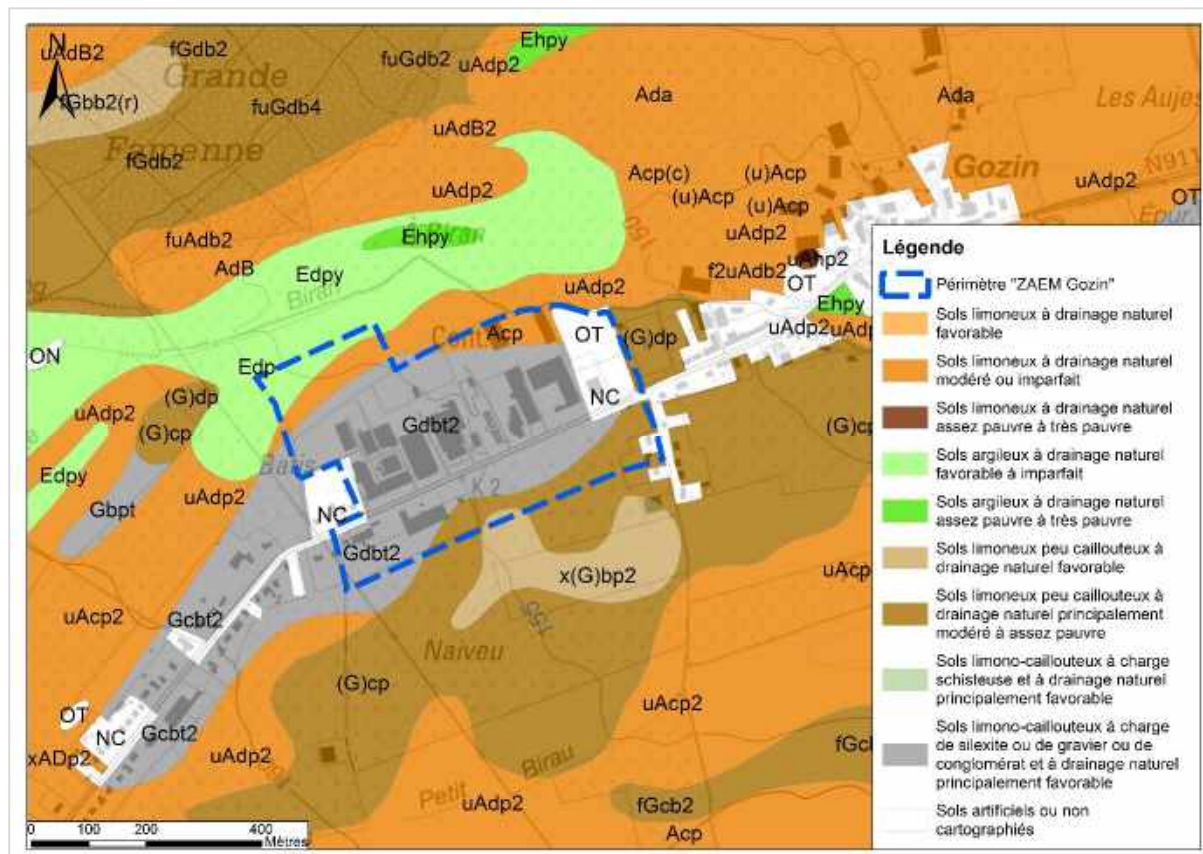 N
uAdB2
fGdb2
Grande
fuGdb2
Ehpy
uAdp2
fGbb2(r)
fuGdb4
Ada
Ada
Les Aujes
uAdB2
Famenne
fGdb2
Gozin
N911
uAdp2
Acp(c)
(u)Acp
(u)Acp
(u)Acp
uAdp2
OT
fuAdb2
Ehpy
uAdp2
AdB
Edpy
f2uAdb2
OT
Ehpy
Biran
uAdp2
uAdp2
Acp
OT
(G)dp
ON
Edp
(G)dp
NC
uAdp2
(G)cp
Gdbt2
Edpy
uAdp2
K 2
Gbpt
NC
Gdbt2
x(G)bp2
uAcp2
Gcbt2
155
Naiveu
(G)cp
uAcp2
OT
NC
Gcbt2
xADp2
uAdp2
Birau
Petit
uAdp2
fGcb2
Acp
0 100 200 400
Mètres
Légende
Périmètre "ZAEM Gozin"
Sols limoneux à drainage naturel
favorable
Sols limoneux à drainage naturel
modéré ou imparfait
Sols limoneux à drainage naturel
assez pauvre à très pauvre
Sols argileux à drainage naturel
favorable à imparfait
Sols argileux à drainage naturel
assez pauvre à très pauvre
Sols limoneux peu caillouteux à
drainage naturel favorable
Sols limoneux peu caillouteux à
drainage naturel principalement
modéré à assez pauvre
Sols limono-caillouteux à charge
schisteuse et à drainage naturel
principalement favorable
Sols limono-caillouteux à charge
de silexite ou de gravier ou de
conglomérat et à drainage naturel
principalement favorable
Sols artificiels ou non
cartographiés